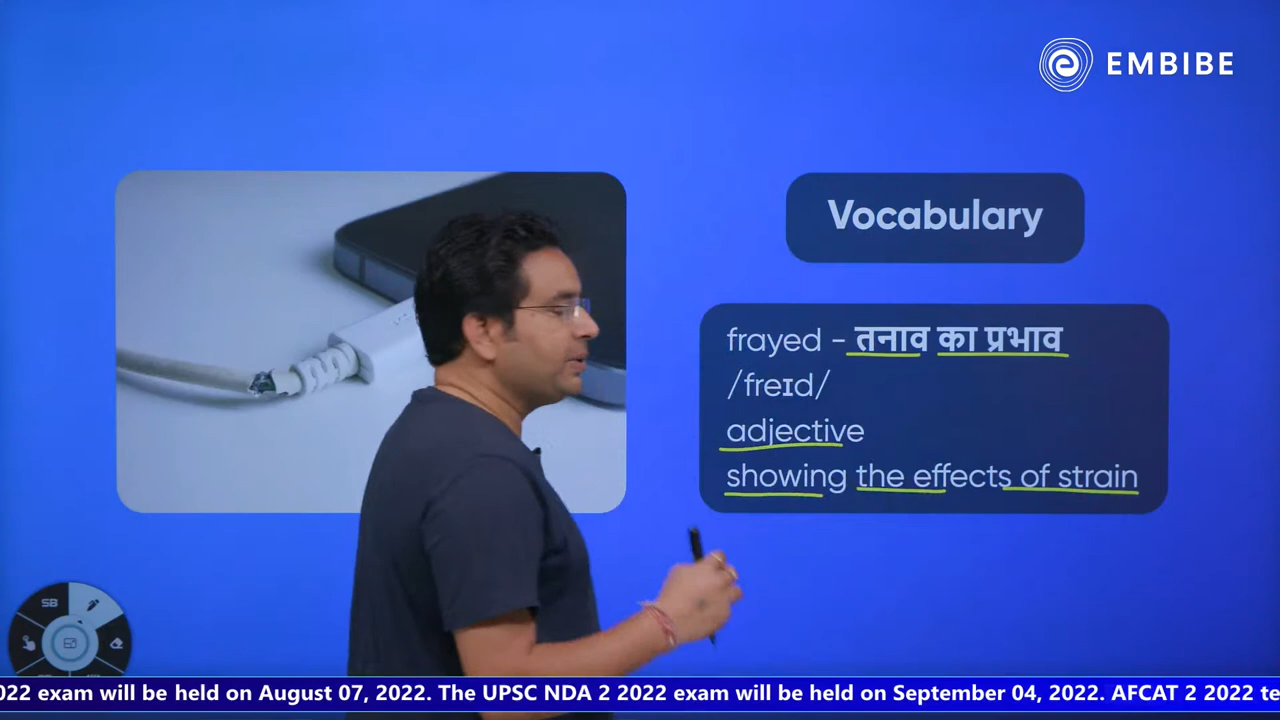 EMBIBE
Vocabulary
frayed - तनाव का प्रभाव
/freɪd/
adjective
showing the effects of strain
SB
022 exam will be held on August 07, 2022. The UPSC NDA 2 2022 exam will be held on September 04, 2022. AFCAT 2 2022 te